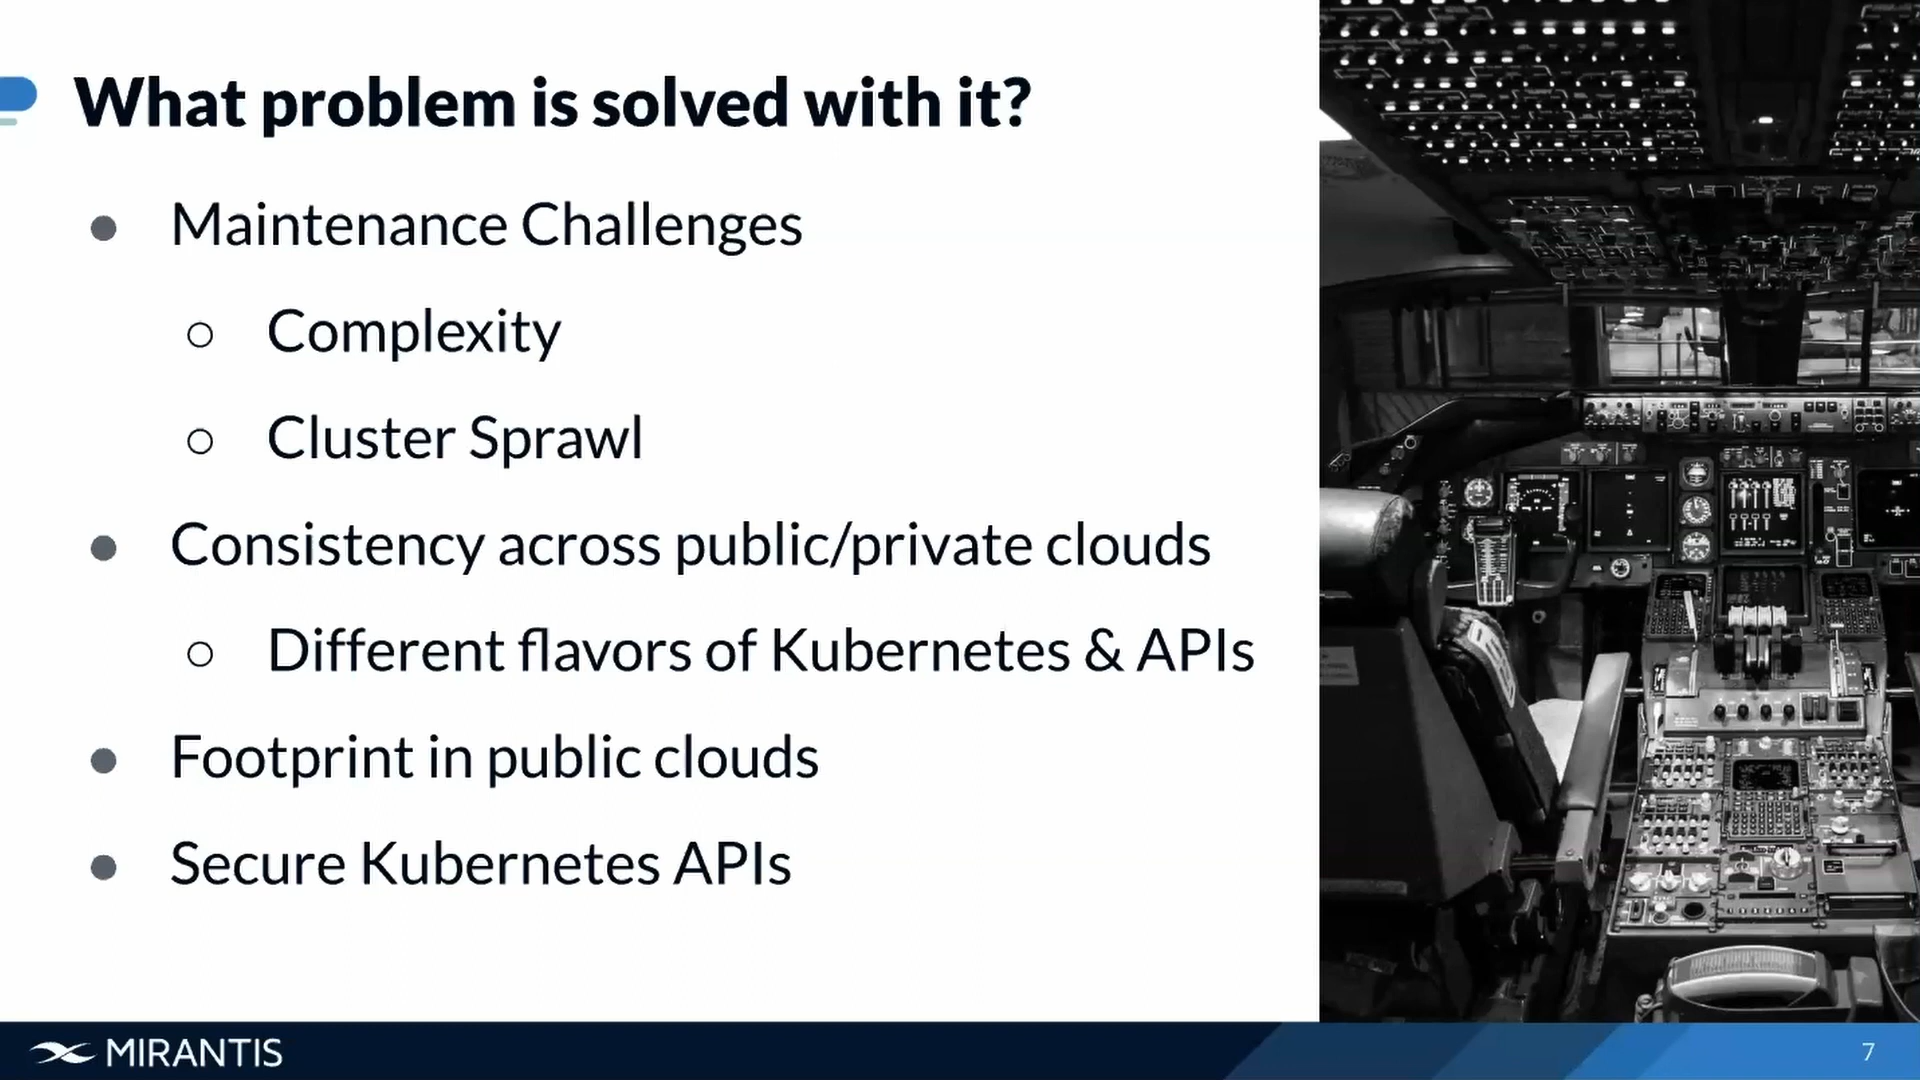 What problem is solved with it?
● Maintenance Challenges
○ Complexity
○ Cluster Sprawl
● Consistency across public/private clouds
○ Different flavors of Kubernetes & APIs
● Footprint in public clouds
● Secure Kubernetes APIs
MIRANTIS
7